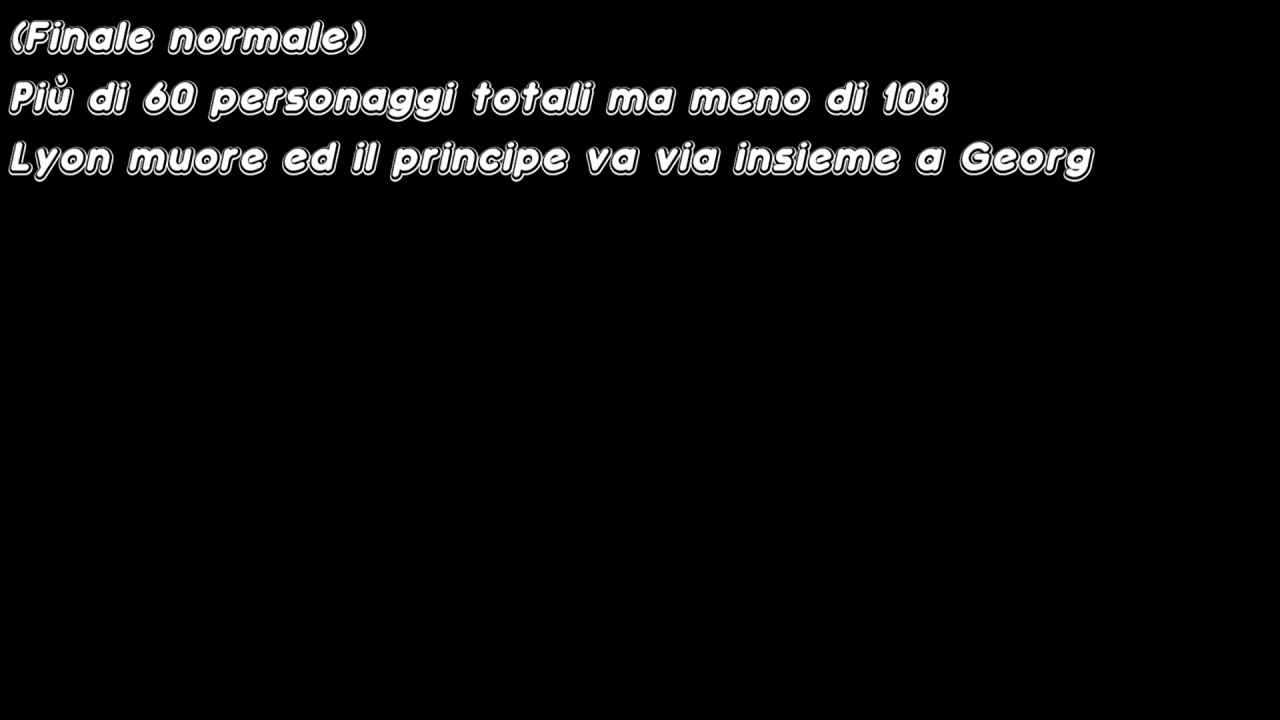 (Finale normale)
Più di 60 personaggi totali ma meno di 108
Lyon muore ed il principe va via insieme a Georg